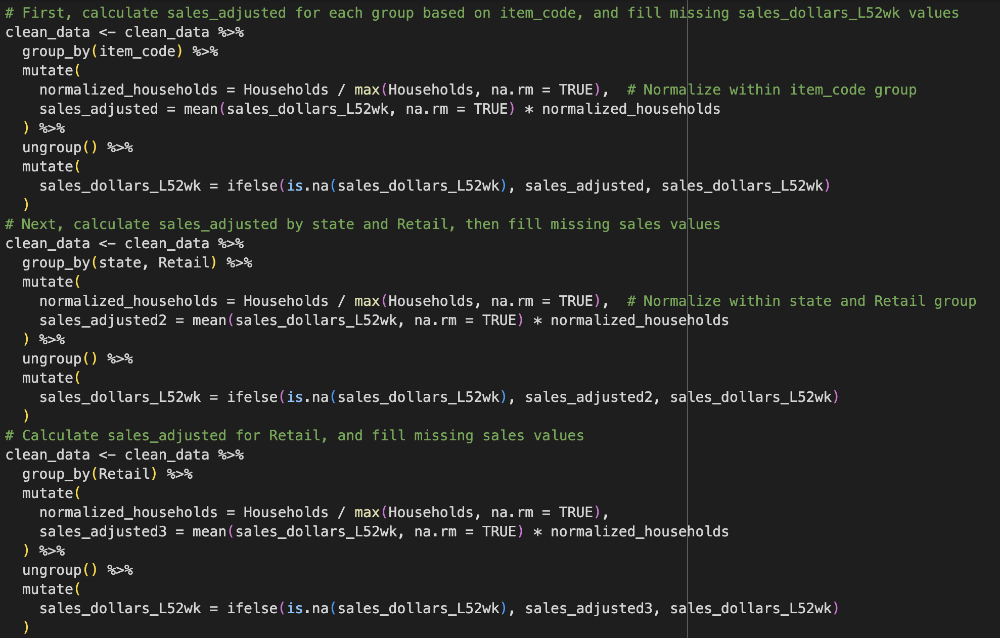 # First, calculate sales_adjusted for each group based on item_code, and fill missing sales_dollars_L52wk values
clean_data <- clean_data %>%
  group_by(item_code) %>%
  mutate(
    normalized_households = Households / max(Households, na.rm = TRUE),  # Normalize within item_code group
    sales_adjusted = mean(sales_dollars_L52wk, na.rm = TRUE) * normalized_households
  ) %>%
  ungroup() %>%
  mutate(
    sales_dollars_L52wk = ifelse(is.na(sales_dollars_L52wk), sales_adjusted, sales_dollars_L52wk)
  )
# Next, calculate sales_adjusted by state and Retail, then fill missing sales values
clean_data <- clean_data %>%
  group_by(state, Retail) %>%
  mutate(
    normalized_households = Households / max(Households, na.rm = TRUE),  # Normalize within state and Retail group
    sales_adjusted2 = mean(sales_dollars_L52wk, na.rm = TRUE) * normalized_households
  ) %>%
  ungroup() %>%
  mutate(
    sales_dollars_L52wk = ifelse(is.na(sales_dollars_L52wk), sales_adjusted2, sales_dollars_L52wk)
  )
# Calculate sales_adjusted for Retail, and fill missing sales values
clean_data <- clean_data %>%
  group_by(Retail) %>%
  mutate(
    normalized_households = Households / max(Households, na.rm = TRUE),
    sales_adjusted3 = mean(sales_dollars_L52wk, na.rm = TRUE) * normalized_households
  ) %>%
  ungroup() %>%
  mutate(
    sales_dollars_L52wk = ifelse(is.na(sales_dollars_L52wk), sales_adjusted3, sales_dollars_L52wk)
  )